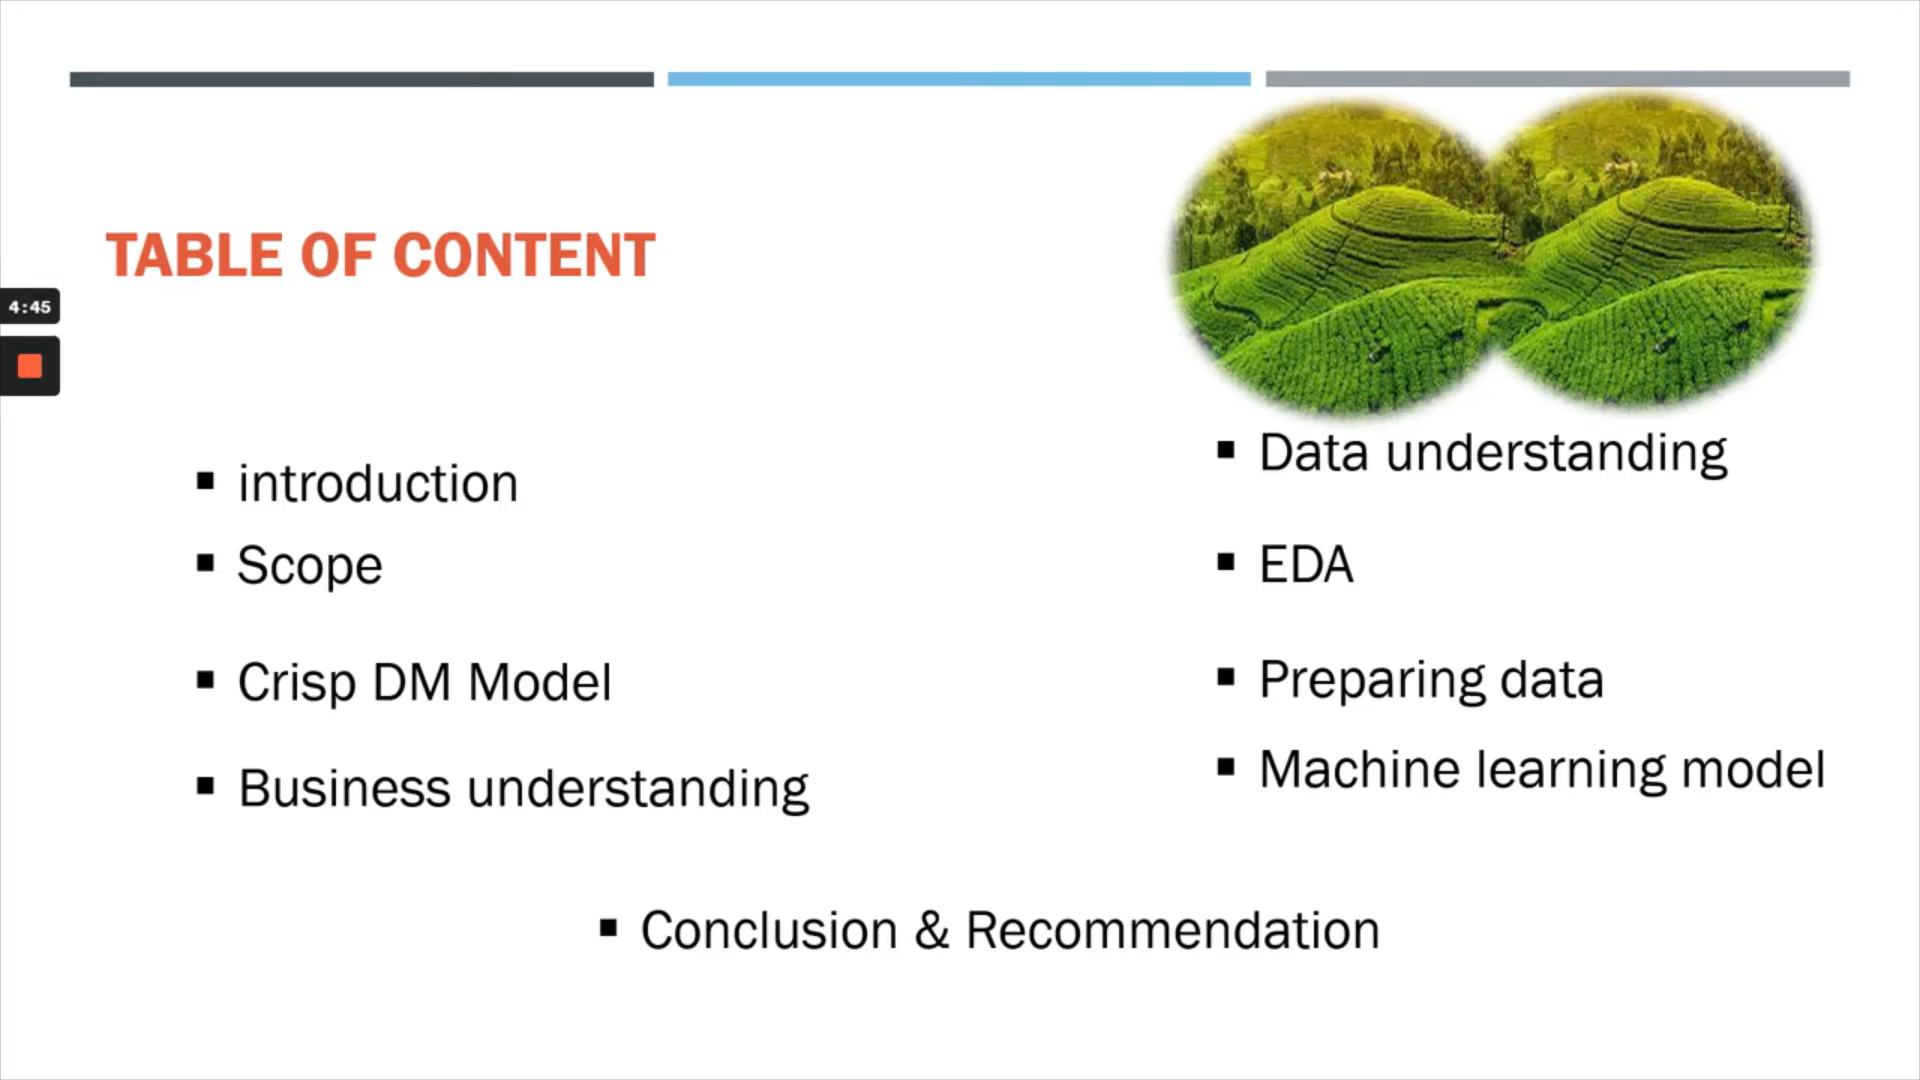 TABLE OF CONTENT
4:45
introduction
Scope
Crisp DM Model
Business understanding
Data understanding
EDA
Preparing data
Machine learning model
Conclusion & Recommendation